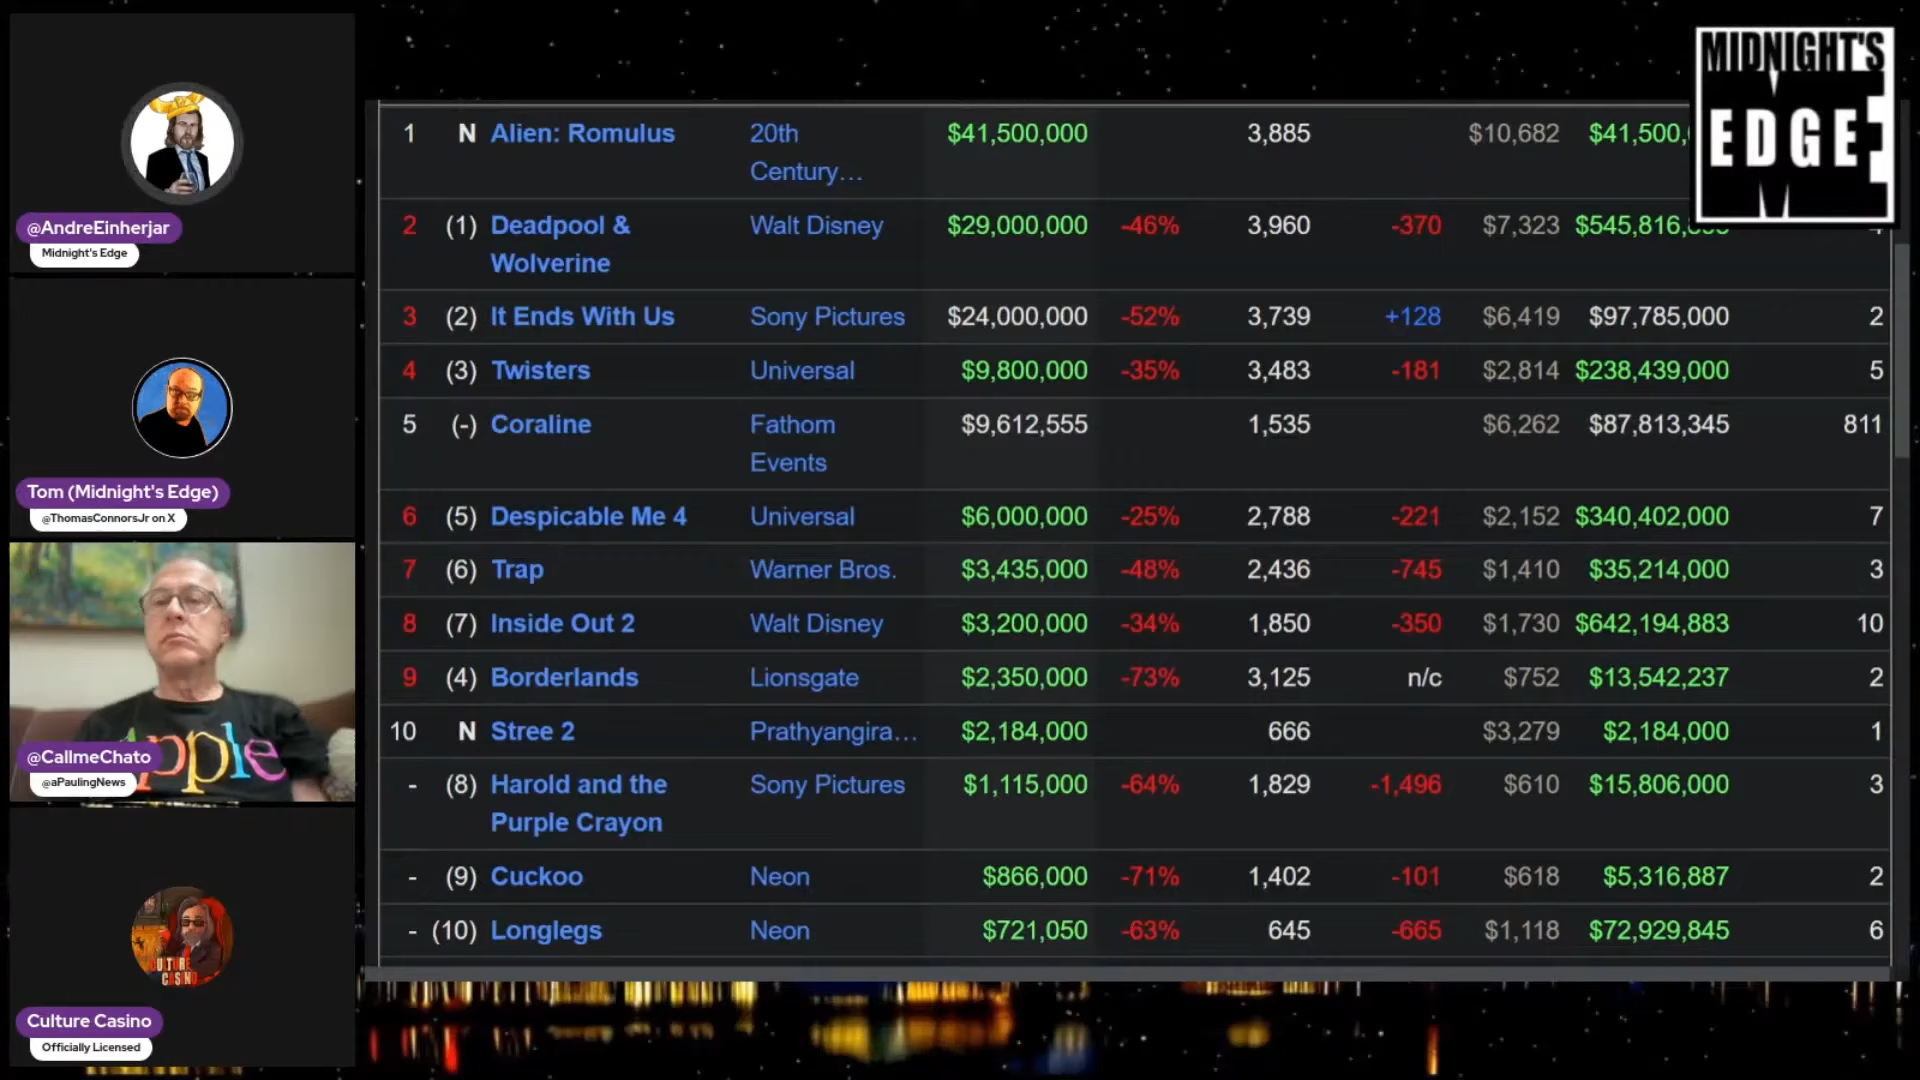 @AndreEinherjar
Midnight's Edge
Tom (Midnight's Edge)
@ThomasConnorsJr on X
apple
@CallmeChato
@aPaulingNews
CULTURE
CASINO
Culture Casino
Officially Licensed
MIDNIGHT'S
EDGE
1 N Alien: Romulus 20th $41,500,000 3,885 $10,682 $41,500,
Century…
2 (1) Deadpool & Walt Disney $29,000,000 -46% 3,960 -370 $7,323 $545,816, 4
Wolverine
3 (2) It Ends With Us Sony Pictures $24,000,000 -52% 3,739 +128 $6,419 $97,785,000 2
4 (3) Twisters Universal $9,800,000 -35% 3,483 -181 $2,814 $238,439,000 5
5 (-) Coraline Fathom $9,612,555 1,535 $6,262 $87,813,345 811
Events
6 (5) Despicable Me 4 Universal $6,000,000 -25% 2,788 -221 $2,152 $340,402,000 7
7 (6) Trap Warner Bros. $3,435,000 -48% 2,436 -745 $1,410 $35,214,000 3
8 (7) Inside Out 2 Walt Disney $3,200,000 -34% 1,850 -350 $1,730 $642,194,883 10
9 (4) Borderlands Lionsgate $2,350,000 -73% 3,125 n/c $752 $13,542,237 2
10 N Stree 2 Prathyangira… $2,184,000 666 $3,279 $2,184,000 1
- (8) Harold and the Sony Pictures $1,115,000 -64% 1,829 -1,496 $610 $15,806,000 3
Purple Crayon
- (9) Cuckoo Neon $866,000 -71% 1,402 -101 $618 $5,316,887 2
- (10) Longlegs Neon $721,050 -63% 645 -665 $1,118 $72,929,845 6